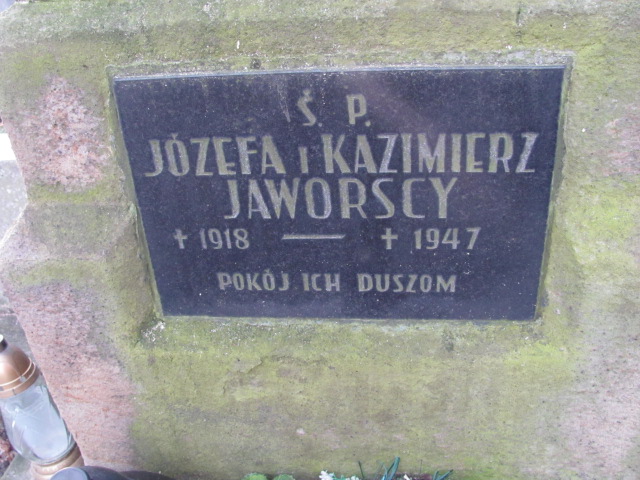 Ś. P.
JÓZEFA i KAZIMIERZ
JAWORSCY
✝ 1918 — ✝ 1947
POKÓJ ICH DUSZOM